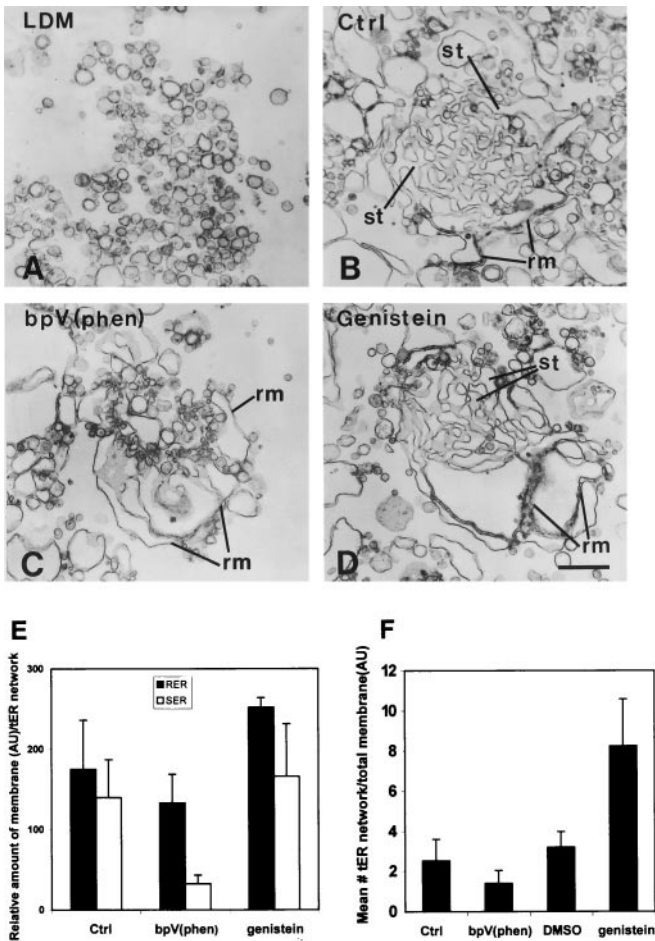 LDM
A
Ctrl
st
st
rm
B
bpV(phen)
rm
rm
C
Genistein
st
rm
D
E
Relative amount of membrane (AU)/tER network
300
200
100
0
RER
SER
Ctrl bpV(phen) genistein
F
Mean # tER network/total membrane(AU)
12
10
8
6
4
2
0
Ctrl bpV(phen) DMSO genistein